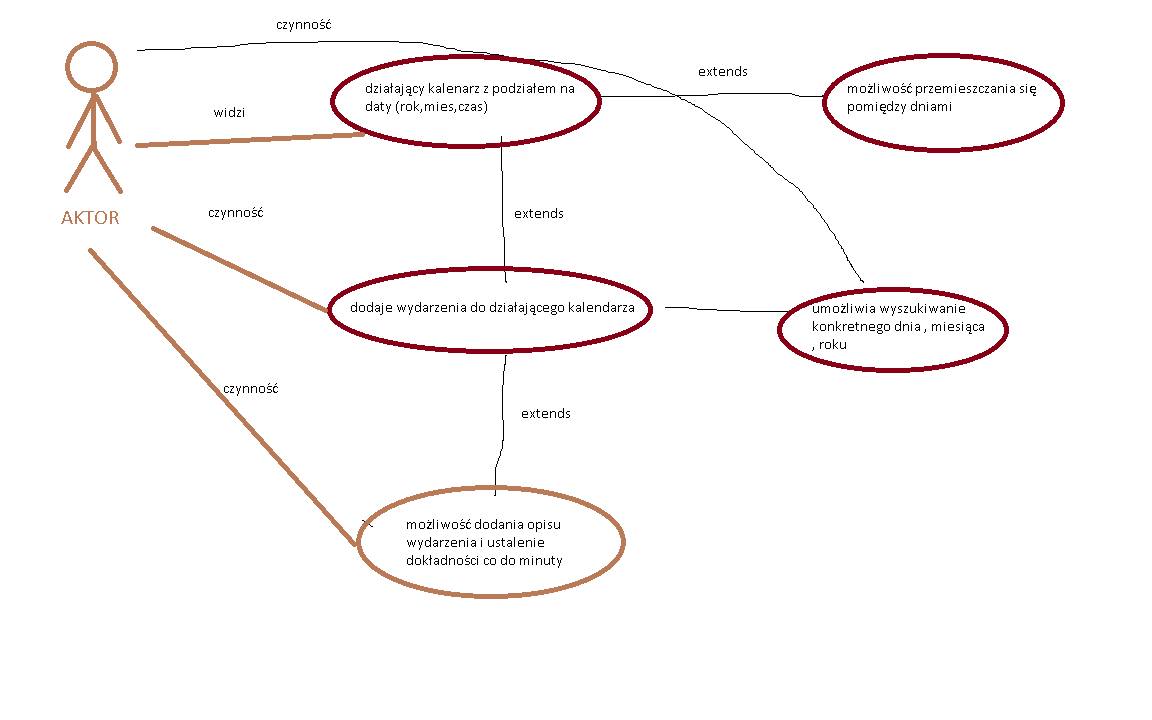 czynność
extends
działający kalenarz z podziałem na
daty (rok,mies,czas)
możliwość przemieszczania się
pomiędzy dniami
widzi
AKTOR
czynność
extends
dodaje wydarzenia do działającego kalendarza
umożliwia wyszukiwanie
konkretnego dnia , miesiąca
, roku
czynność
extends
możliwość dodania opisu
wydarzenia i ustalenie
dokładności co do minuty